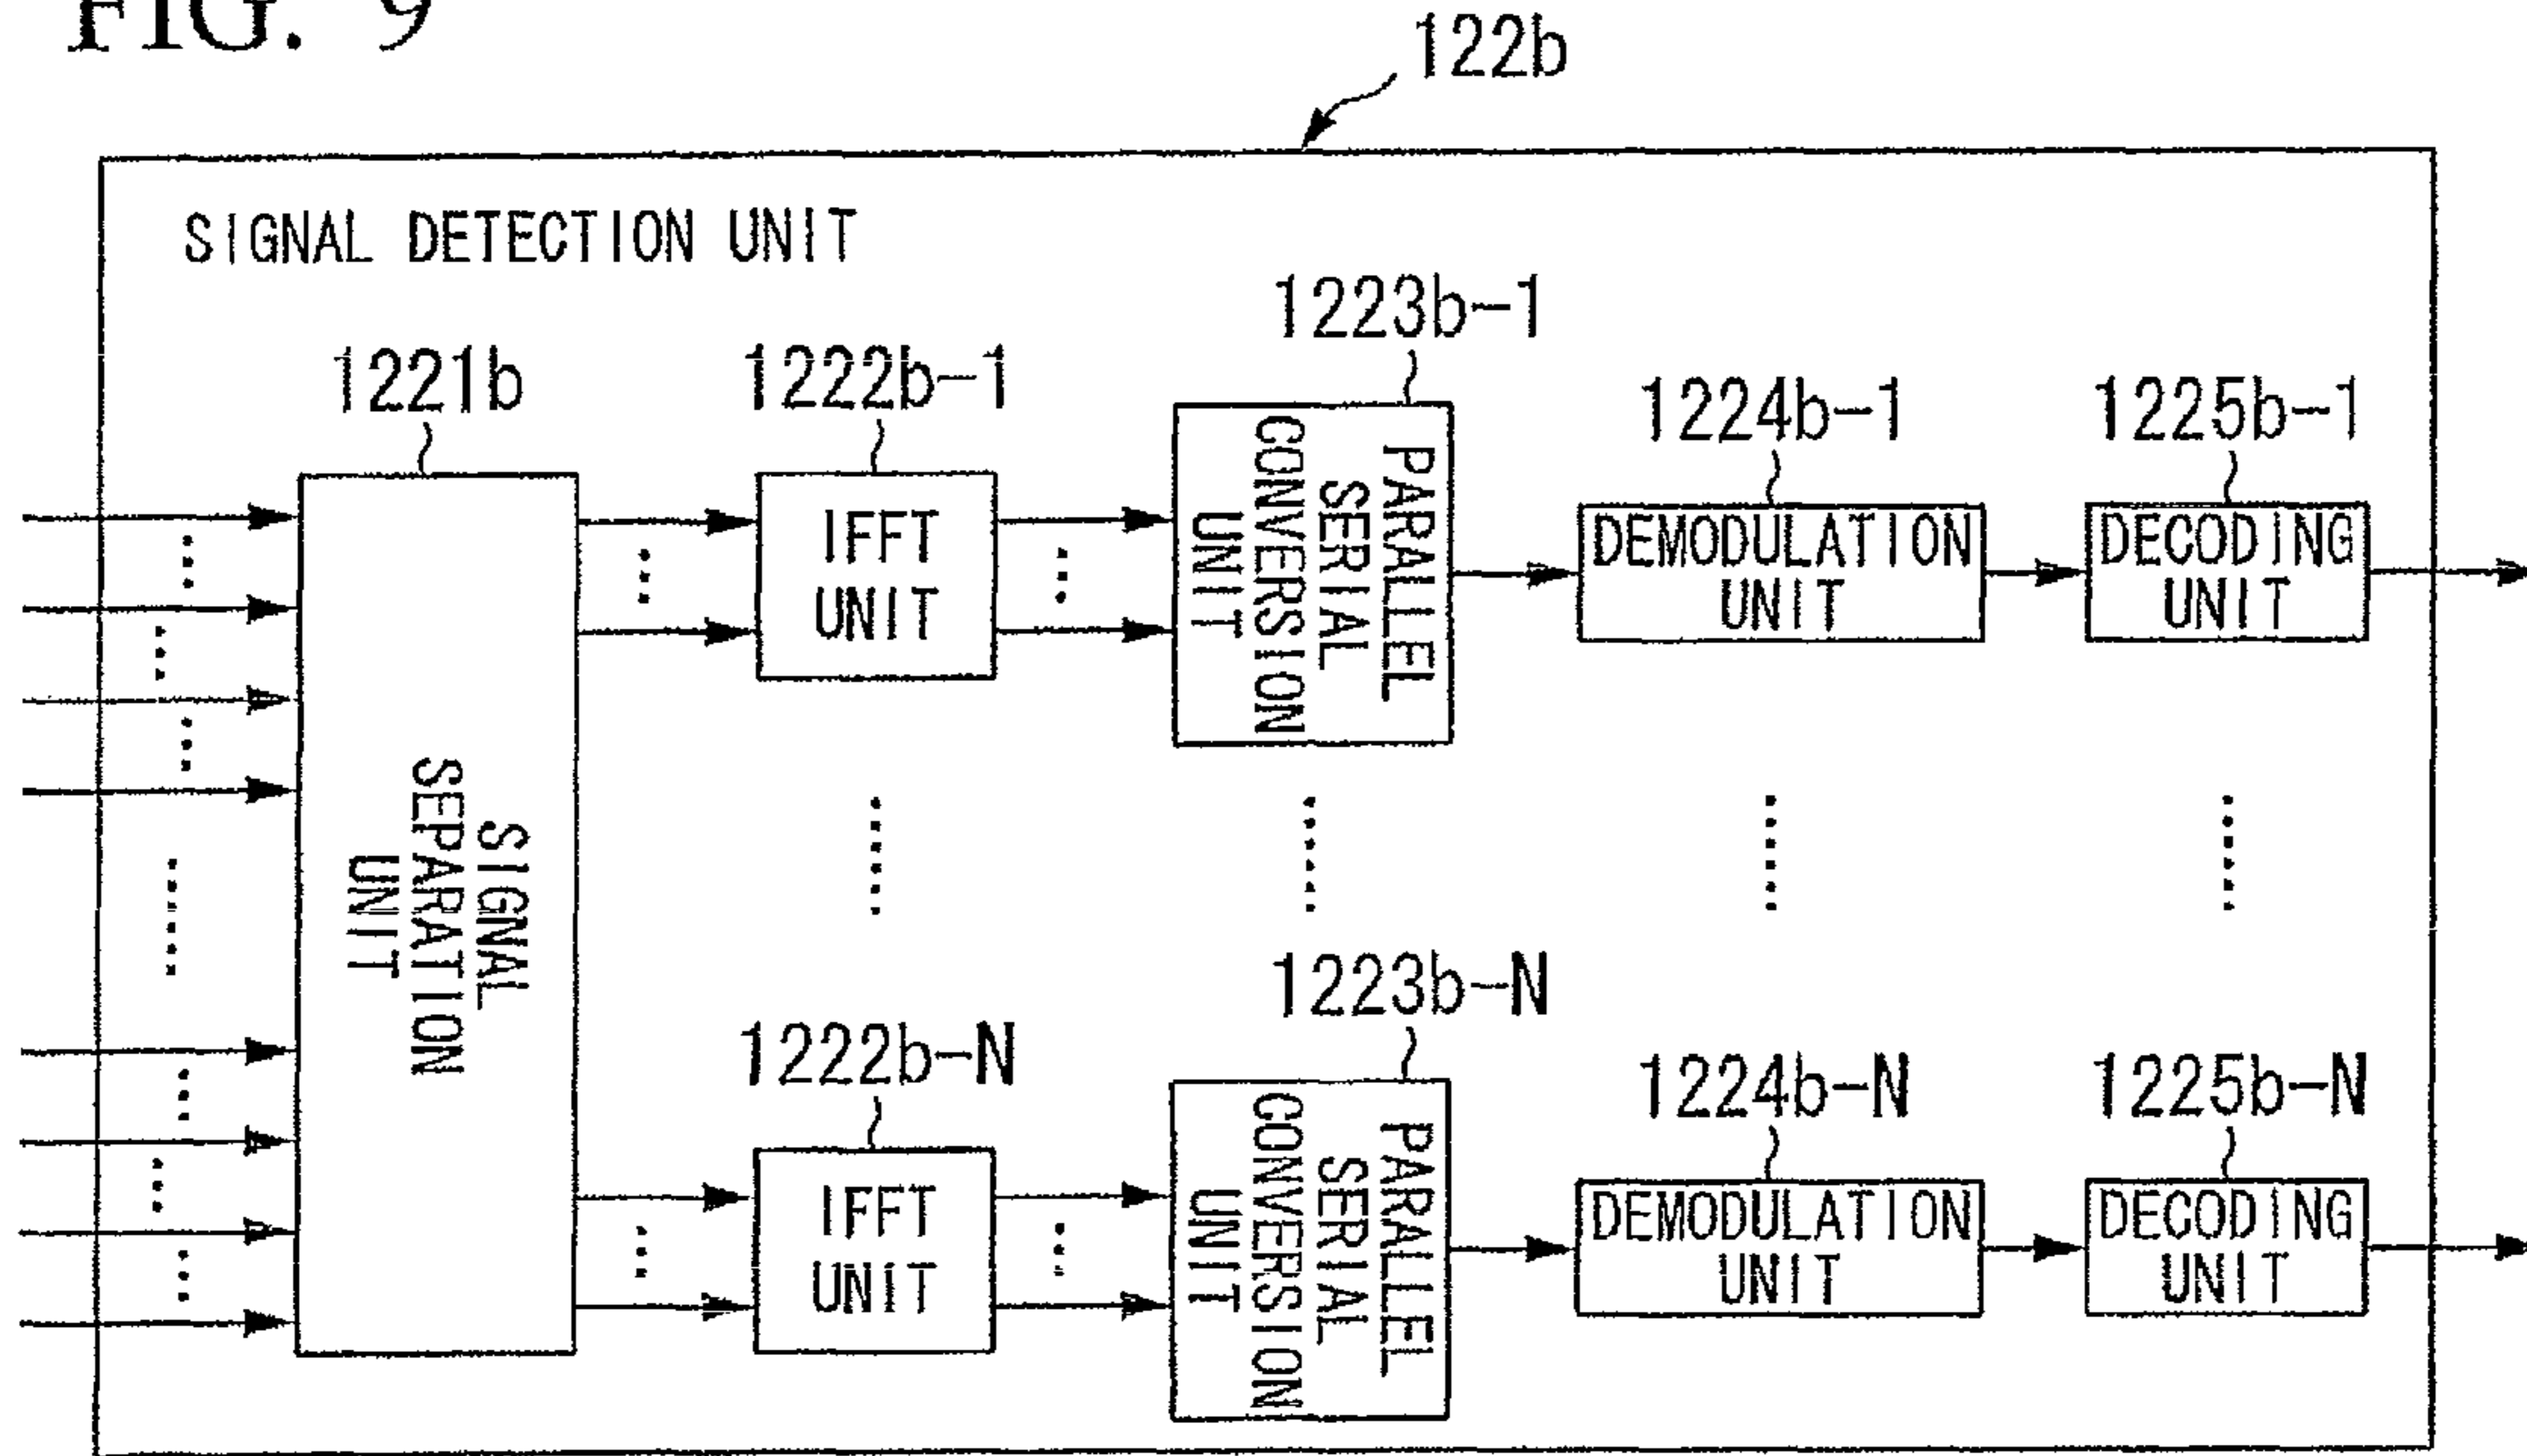 FIG. 9
122b
SIGNAL DETECTION UNIT
1221b
1222b-1
1223b-1
1224b-1
1225b-1
SIGNAL
SEPARATION
UNIT
IFFT
UNIT
PARALLEL
SERIAL
CONVERSION
UNIT
DEMODULATION
UNIT
DECODING
UNIT
1222b-N
1223b-N
1224b-N
1225b-N
IFFT
UNIT
PARALLEL
SERIAL
CONVERSION
UNIT
DEMODULATION
UNIT
DECODING
UNIT